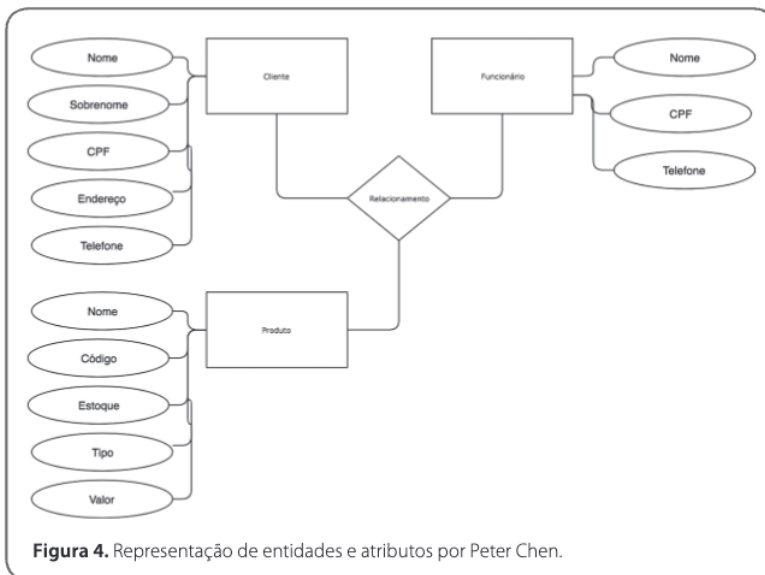 Nome
Sobrenome
CPF
Endereço
Telefone
Cliente
Funcionário
Nome
CPF
Telefone
Relacionamento
Nome
Código
Estoque
Tipo
Valor
Produto
Figura 4. Representação de entidades e atributos por Peter Chen.